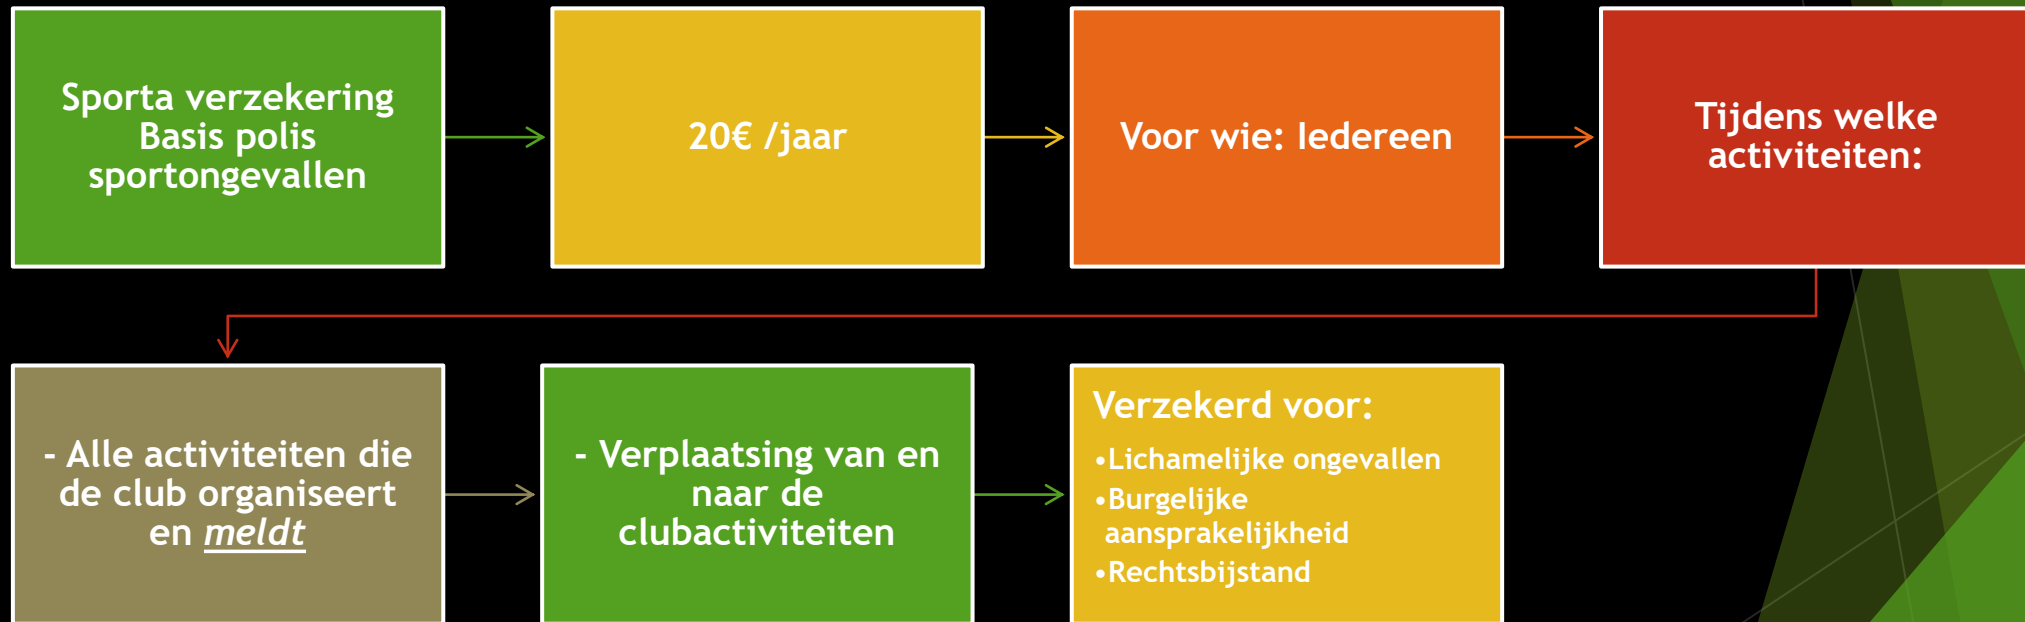 Sporta verzekering
Basis polis
sportongevallen
20€ /jaar
Voor wie: Iedereen
Tijdens welke
activiteiten:
- Alle activiteiten die
de club organiseert
en meldt
- Verplaatsing van en
naar de
clubactiviteiten
Verzekerd voor:
•Lichamelijke ongevallen
•Burgelijke
aansprakelijkheid
•Rechtsbijstand